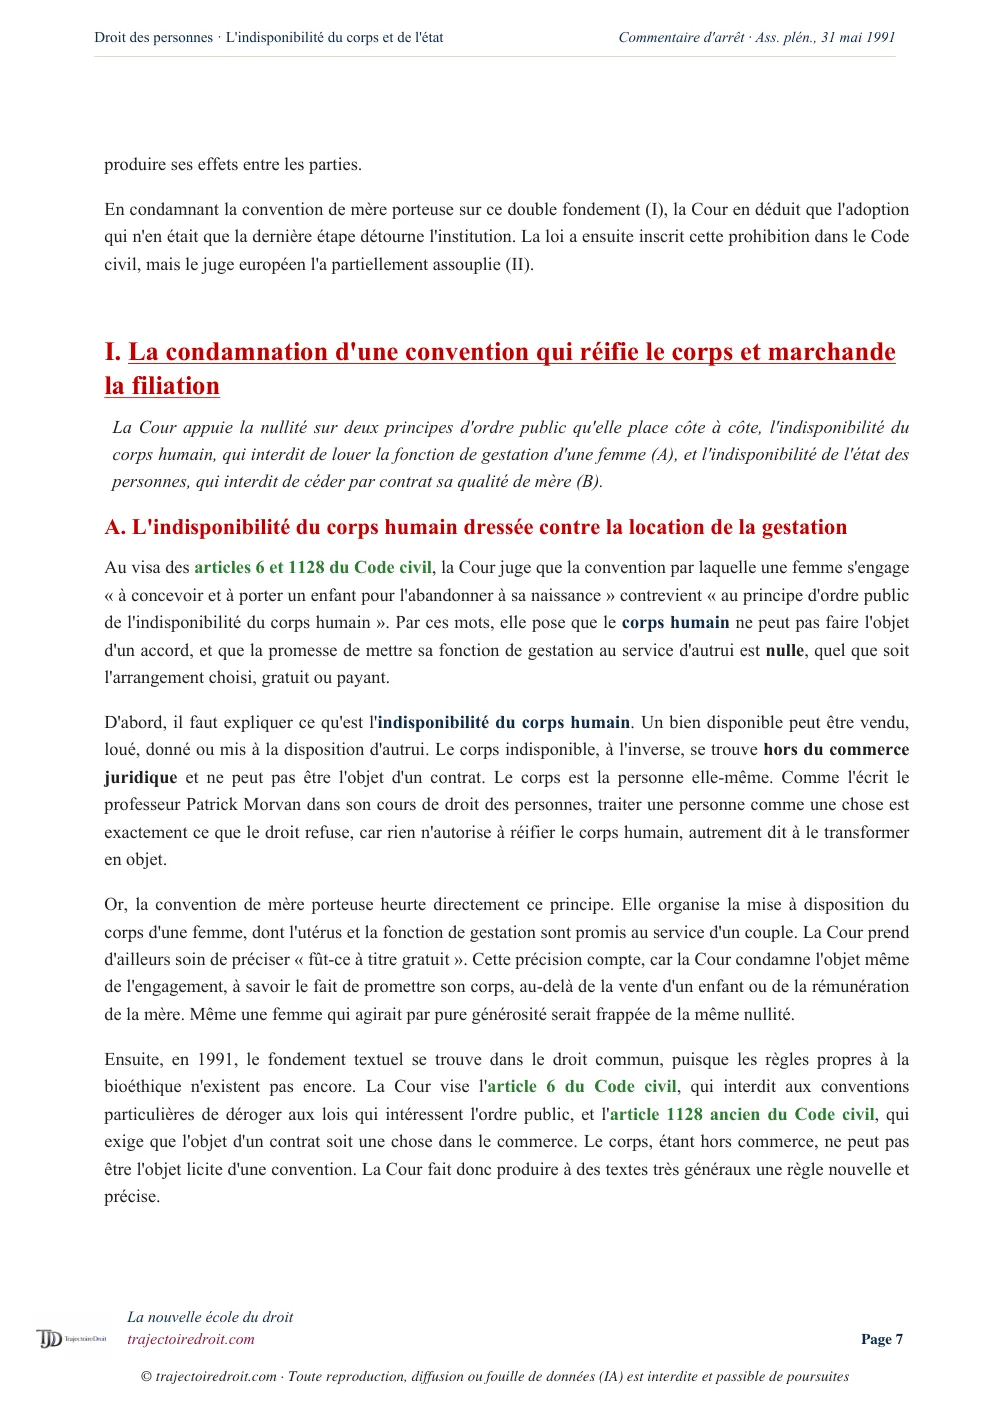 Droit des personnes · L'indisponibilité du corps et de l'état
Commentaire d'arrêt · Ass. plén., 31 mai 1991
produire ses effets entre les parties.
En condamnant la convention de mère porteuse sur ce double fondement (I), la Cour en déduit que l'adoption
qui n'en était que la dernière étape détourne l'institution. La loi a ensuite inscrit cette prohibition dans le Code
civil, mais le juge européen l'a partiellement assouplie (II).
I. La condamnation d'une convention qui réifie le corps et marchande
la filiation
La Cour appuie la nullité sur deux principes d'ordre public qu'elle place côte à côte, l'indisponibilité du
corps humain, qui interdit de louer la fonction de gestation d'une femme (A), et l'indisponibilité de l'état des
personnes, qui interdit de céder par contrat sa qualité de mère (B).
A. L'indisponibilité du corps humain dressée contre la location de la gestation
Au visa des articles 6 et 1128 du Code civil, la Cour juge que la convention par laquelle une femme s'engage
« à concevoir et à porter un enfant pour l'abandonner à sa naissance » contrevient « au principe d'ordre public
de l'indisponibilité du corps humain ». Par ces mots, elle pose que le corps humain ne peut pas faire l'objet
d'un accord, et que la promesse de mettre sa fonction de gestation au service d'autrui est nulle, quel que soit
l'arrangement choisi, gratuit ou payant.
D'abord, il faut expliquer ce qu'est l'indisponibilité du corps humain. Un bien disponible peut être vendu,
loué, donné ou mis à la disposition d'autrui. Le corps indisponible, à l'inverse, se trouve hors du commerce
juridique et ne peut pas être l'objet d'un contrat. Le corps est la personne elle-même. Comme l'écrit le
professeur Patrick Morvan dans son cours de droit des personnes, traiter une personne comme une chose est
exactement ce que le droit refuse, car rien n'autorise à réifier le corps humain, autrement dit à le transformer
en objet.
Or, la convention de mère porteuse heurte directement ce principe. Elle organise la mise à disposition du
corps d'une femme, dont l'utérus et la fonction de gestation sont promis au service d'un couple. La Cour prend
d'ailleurs soin de préciser « fût-ce à titre gratuit ». Cette précision compte, car la Cour condamne l'objet même
de l'engagement, à savoir le fait de promettre son corps, au-delà de la vente d'un enfant ou de la rémunération
de la mère. Même une femme qui agirait par pure générosité serait frappée de la même nullité.
Ensuite, en 1991, le fondement textuel se trouve dans le droit commun, puisque les règles propres à la
bioéthique n'existent pas encore. La Cour vise l'article 6 du Code civil, qui interdit aux conventions
particulières de déroger aux lois qui intéressent l'ordre public, et l'article 1128 ancien du Code civil, qui
exige que l'objet d'un contrat soit une chose dans le commerce. Le corps, étant hors commerce, ne peut pas
être l'objet licite d'une convention. La Cour fait donc produire à des textes très généraux une règle nouvelle et
précise.
La nouvelle école du droit
TrajectoireDroit
trajectoiredroit.com
Page 7
© trajectoiredroit.com · Toute reproduction, diffusion ou fouille de données (IA) est interdite et passible de poursuites